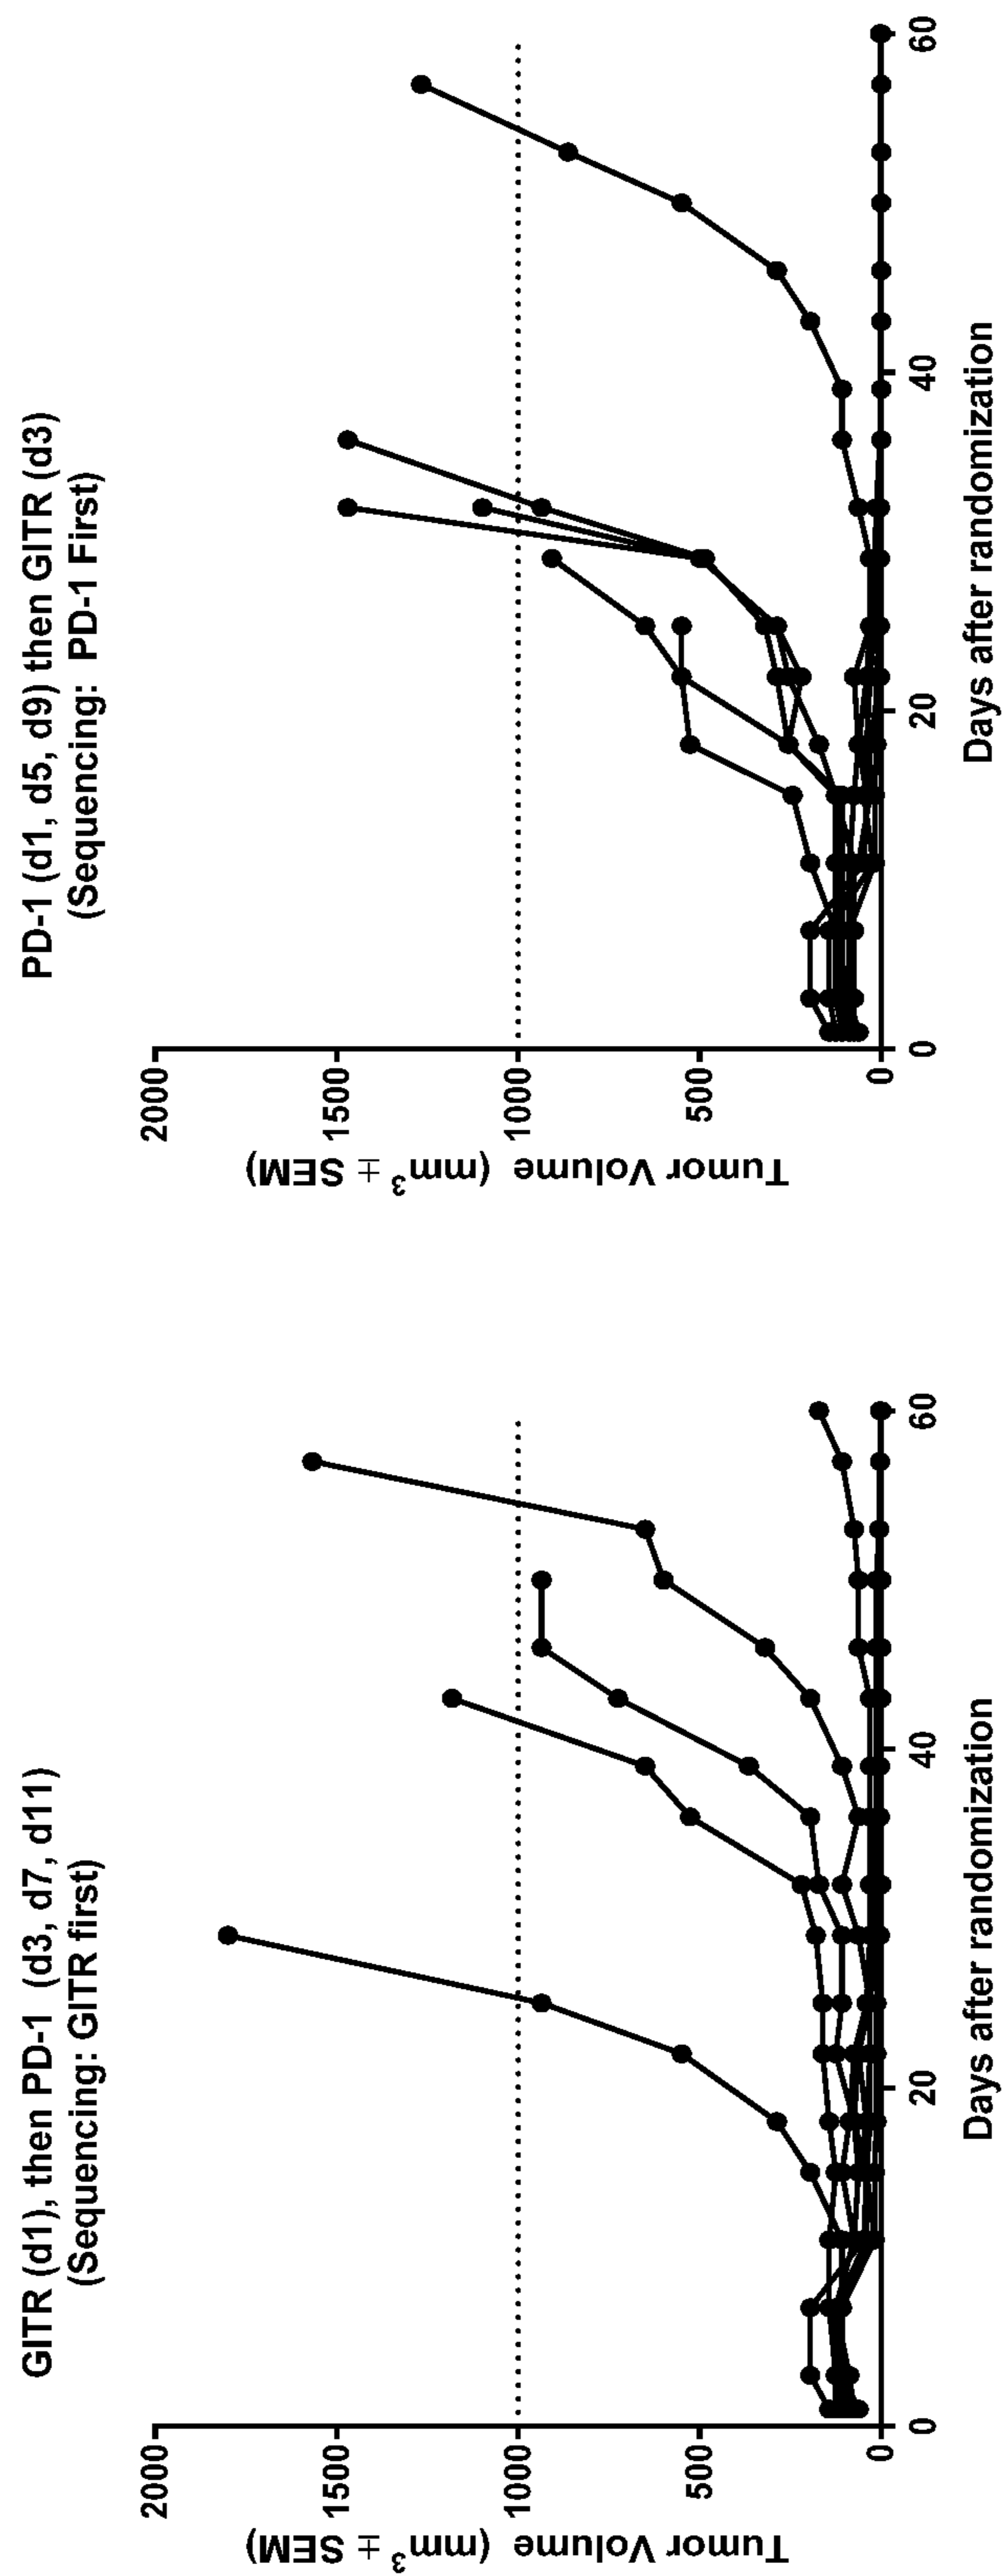 GITR (d1), then PD-1 (d3, d7, d11)
(Sequencing: GITR first)
Tumor Volume (mm³ ± SEM)
2000
1500
1000
500
0
0
20
40
60
Days after randomization
PD-1 (d1, d5, d9) then GITR (d3)
(Sequencing: PD-1 First)
Tumor Volume (mm³ ± SEM)
2000
1500
1000
500
0
0
20
40
60
Days after randomization